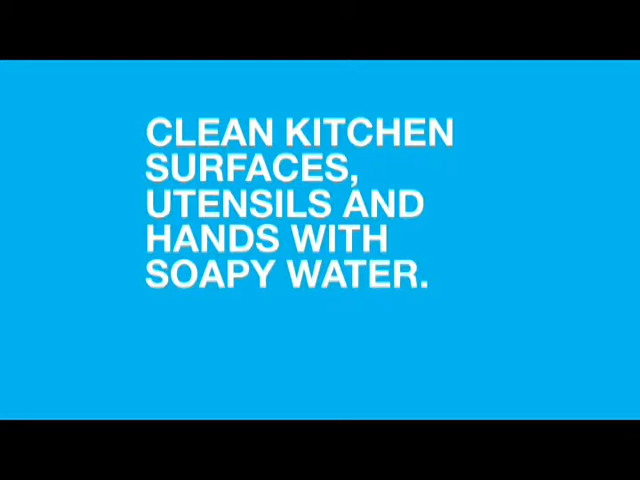 CLEAN KITCHEN
SURFACES,
UTENSILS AND
HANDS WITH
SOAPY WATER.